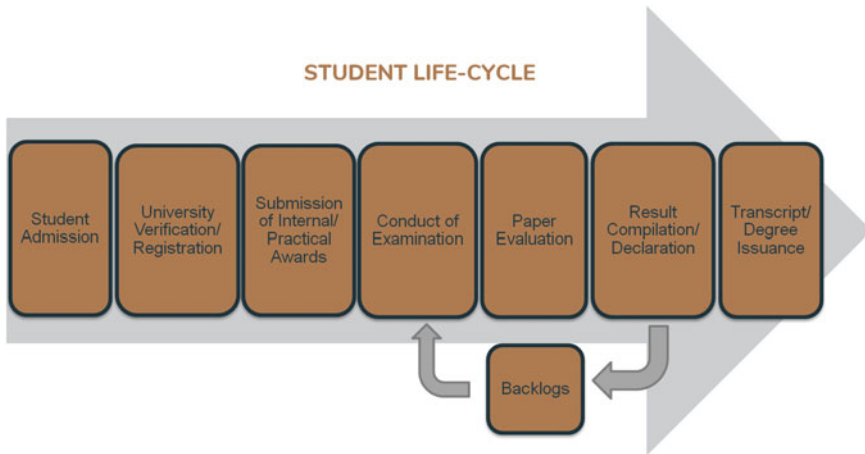 STUDENT LIFE-CYCLE
Student
Admission
University
Verification/
Registration
Submission
of Internal/
Practical
Awards
Conduct of
Examination
Paper
Evaluation
Result
Compilation/
Declaration
Transcript/
Degree
Issuance
Backlogs